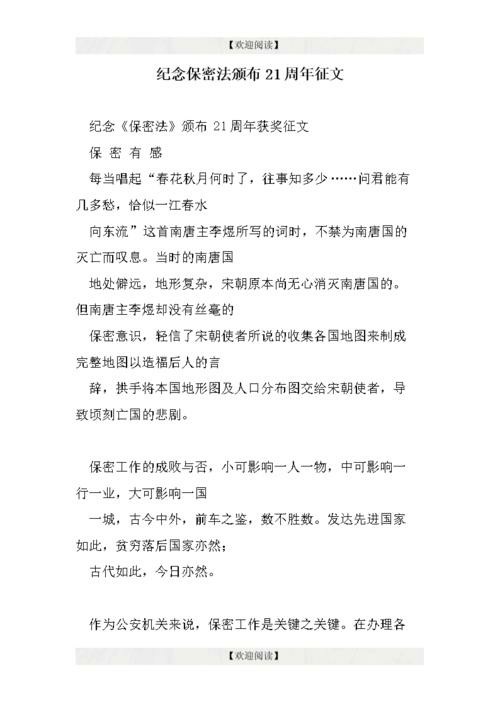 【欢迎阅读】
纪念保密法颁布 21 周年征文
纪念《保密法》颁布 21 周年获奖征文
保 密 有 感
每当唱起“春花秋月何时了，往事知多少……问君能有
几多愁，恰似一江春水
向东流”这首南唐主李煜所写的词时，不禁为南唐国的
灭亡而叹息。当时的南唐国
地处僻远，地形复杂，宋朝原本尚无心消灭南唐国的。
但南唐主李煜却没有丝毫的
保密意识，轻信了宋朝使者所说的收集各国地图来制成
完整地图以造福后人的言
辞，拱手将本国地形图及人口分布图交给宋朝使者，导
致顷刻亡国的悲剧。
保密工作的成败与否，小可影响一人一物，中可影响一
行一业，大可影响一国
一城，古今中外，前车之鉴，数不胜数。发达先进国家
如此，贫穷落后国家亦然；
古代如此，今日亦然。
作为公安机关来说，保密工作是关键之关键。在办理各
【欢迎阅读】